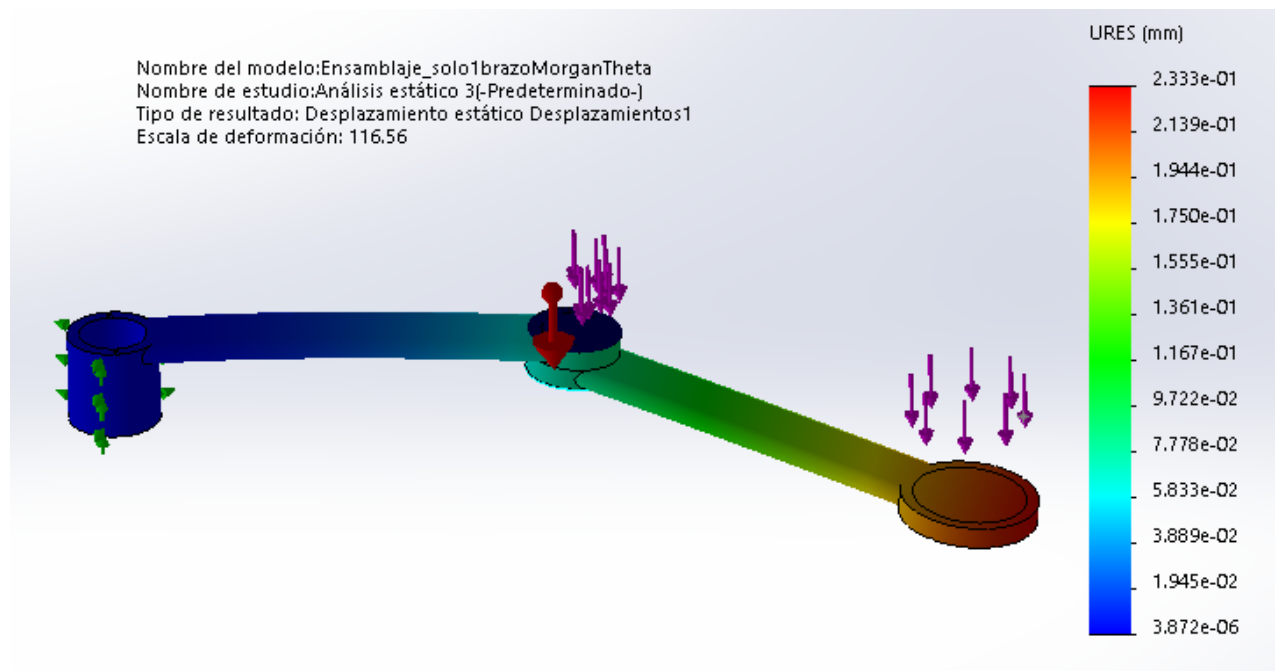 URES (mm)
Nombre del modelo:Ensamblaje_solo1brazoMorganTheta
Nombre de estudio:Análisis estático 3(-Predeterminado-)
Tipo de resultado: Desplazamiento estático Desplazamientos1
Escala de deformación: 116.56
2.333e-01
2.139e-01
1.944e-01
1.750e-01
1.555e-01
1.361e-01
1.167e-01
9.722e-02
7.778e-02
5.833e-02
3.889e-02
1.945e-02
3.872e-06